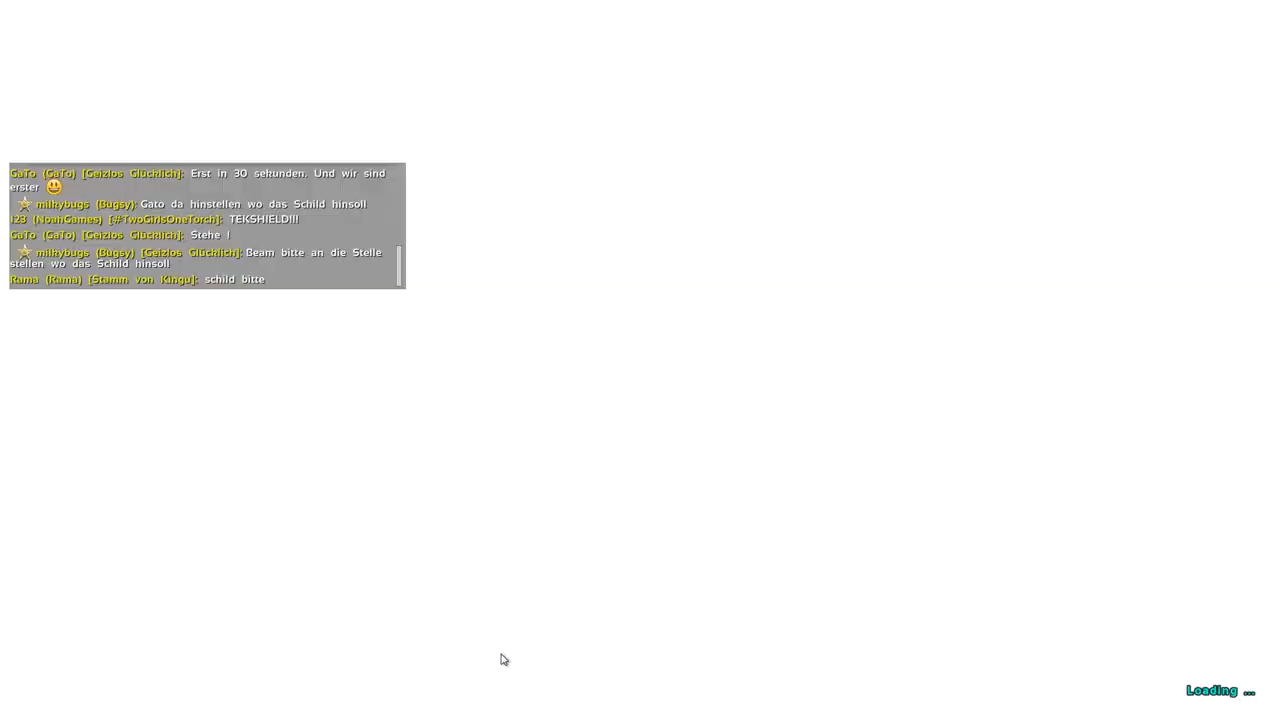 GaTo (GaTo) [Geizlos Glücklich]: Erst in 30 sekunden. Und wir sind
erster
milkybugs (Bugsy): Gato da hinstellen wo das Schild hinsoll
123 (NoahGames) [#TwoGirlsOneTorch]: TEKSHIELD!!!
GaTo (GaTo) [Geizlos Glücklich]: Stehe !
milkybugs (Bugsy) [Geizlos Glücklich]: Beam bitte an die Stelle
stellen wo das Schild hinsoll
Rama (Rama) [Stamm von Kingu]: schild bitte
Loading ...